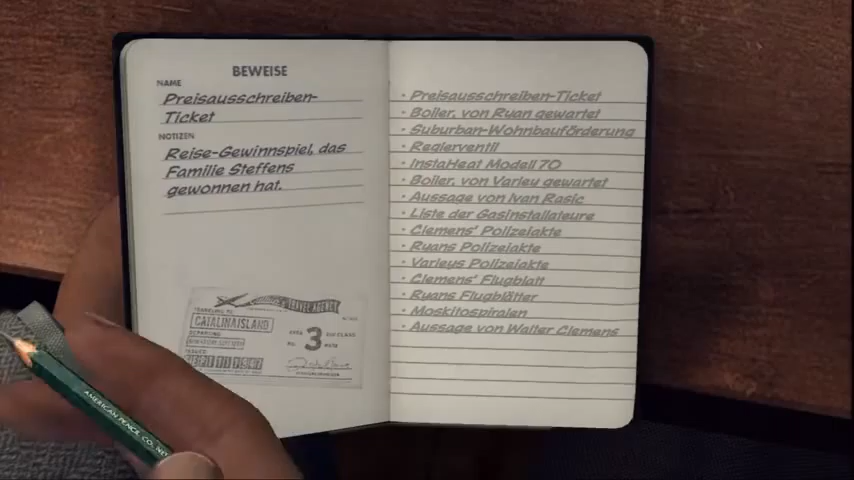 BEWEISE
NAME
Preisausschreiben-
Ticket
NOTIZEN
Reise-Gewinnspiel, das
Familie Steffens
gewonnen hat.
TRAVEL AGENCY
CATALINA ISLAND
3
• Preisausschreiben-Ticket
• Boiler, von Ruan gewartet
• Suburban-Wohnbauförderung
• Reglerventil
• InstaHeat Modell 70
• Boiler, von Varley gewartet
• Aussage von Ivan Rasic
• Liste der Gasinstallateure
• Clemens' Polizeiakte
• Ruans Polizeiakte
• Varleys Polizeiakte
• Clemens' Flugblatt
• Ruans Flugblätter
• Moskitospiralen
• Aussage von Walter Clemens
AMERICAN PENCIL CO. N.Y.